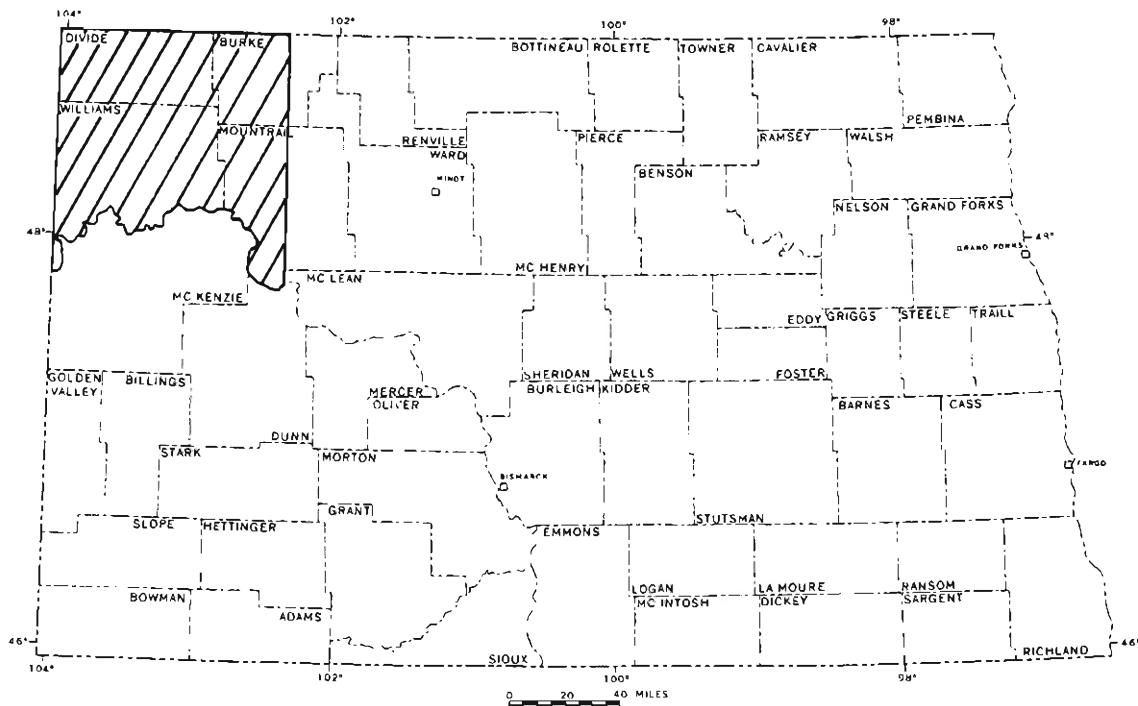 104° 102° 100° 98°
DIVIDE BURKE BOTTINEAU ROLETTE TOWNER CAVALIER
WILLIAMS
PEMBINA
MOUNTRAI RENVILLE PIERCE RAMSEY WALSH
WARD
MINOT
BENSON
NELSON GRAND FORKS
48° 49°
GRAND FORKS
MC LEAN MC HENRY
MC KENZIE
EDDY GRIGGS STEELE TRAILL
GOLDEN VALLEY
BILLINGS
SHERIDAN WELLS FOSTER
MERCER
OLIVER
BURLEIGH KIDDER
BARNES CASS
DUNN
STARK MORTON
FARGO
BISMARCK
GRANT
SLOPE HETTINGER STUTSMAN
EMMONS
LOGAN LA MOURE RANSOM
BOWMAN MC INTOSH DICKEY SARGENT
ADAMS
46° 46°
SIOUX RICHLAND
104° 102° 100° 98°
0 20 40 MILES